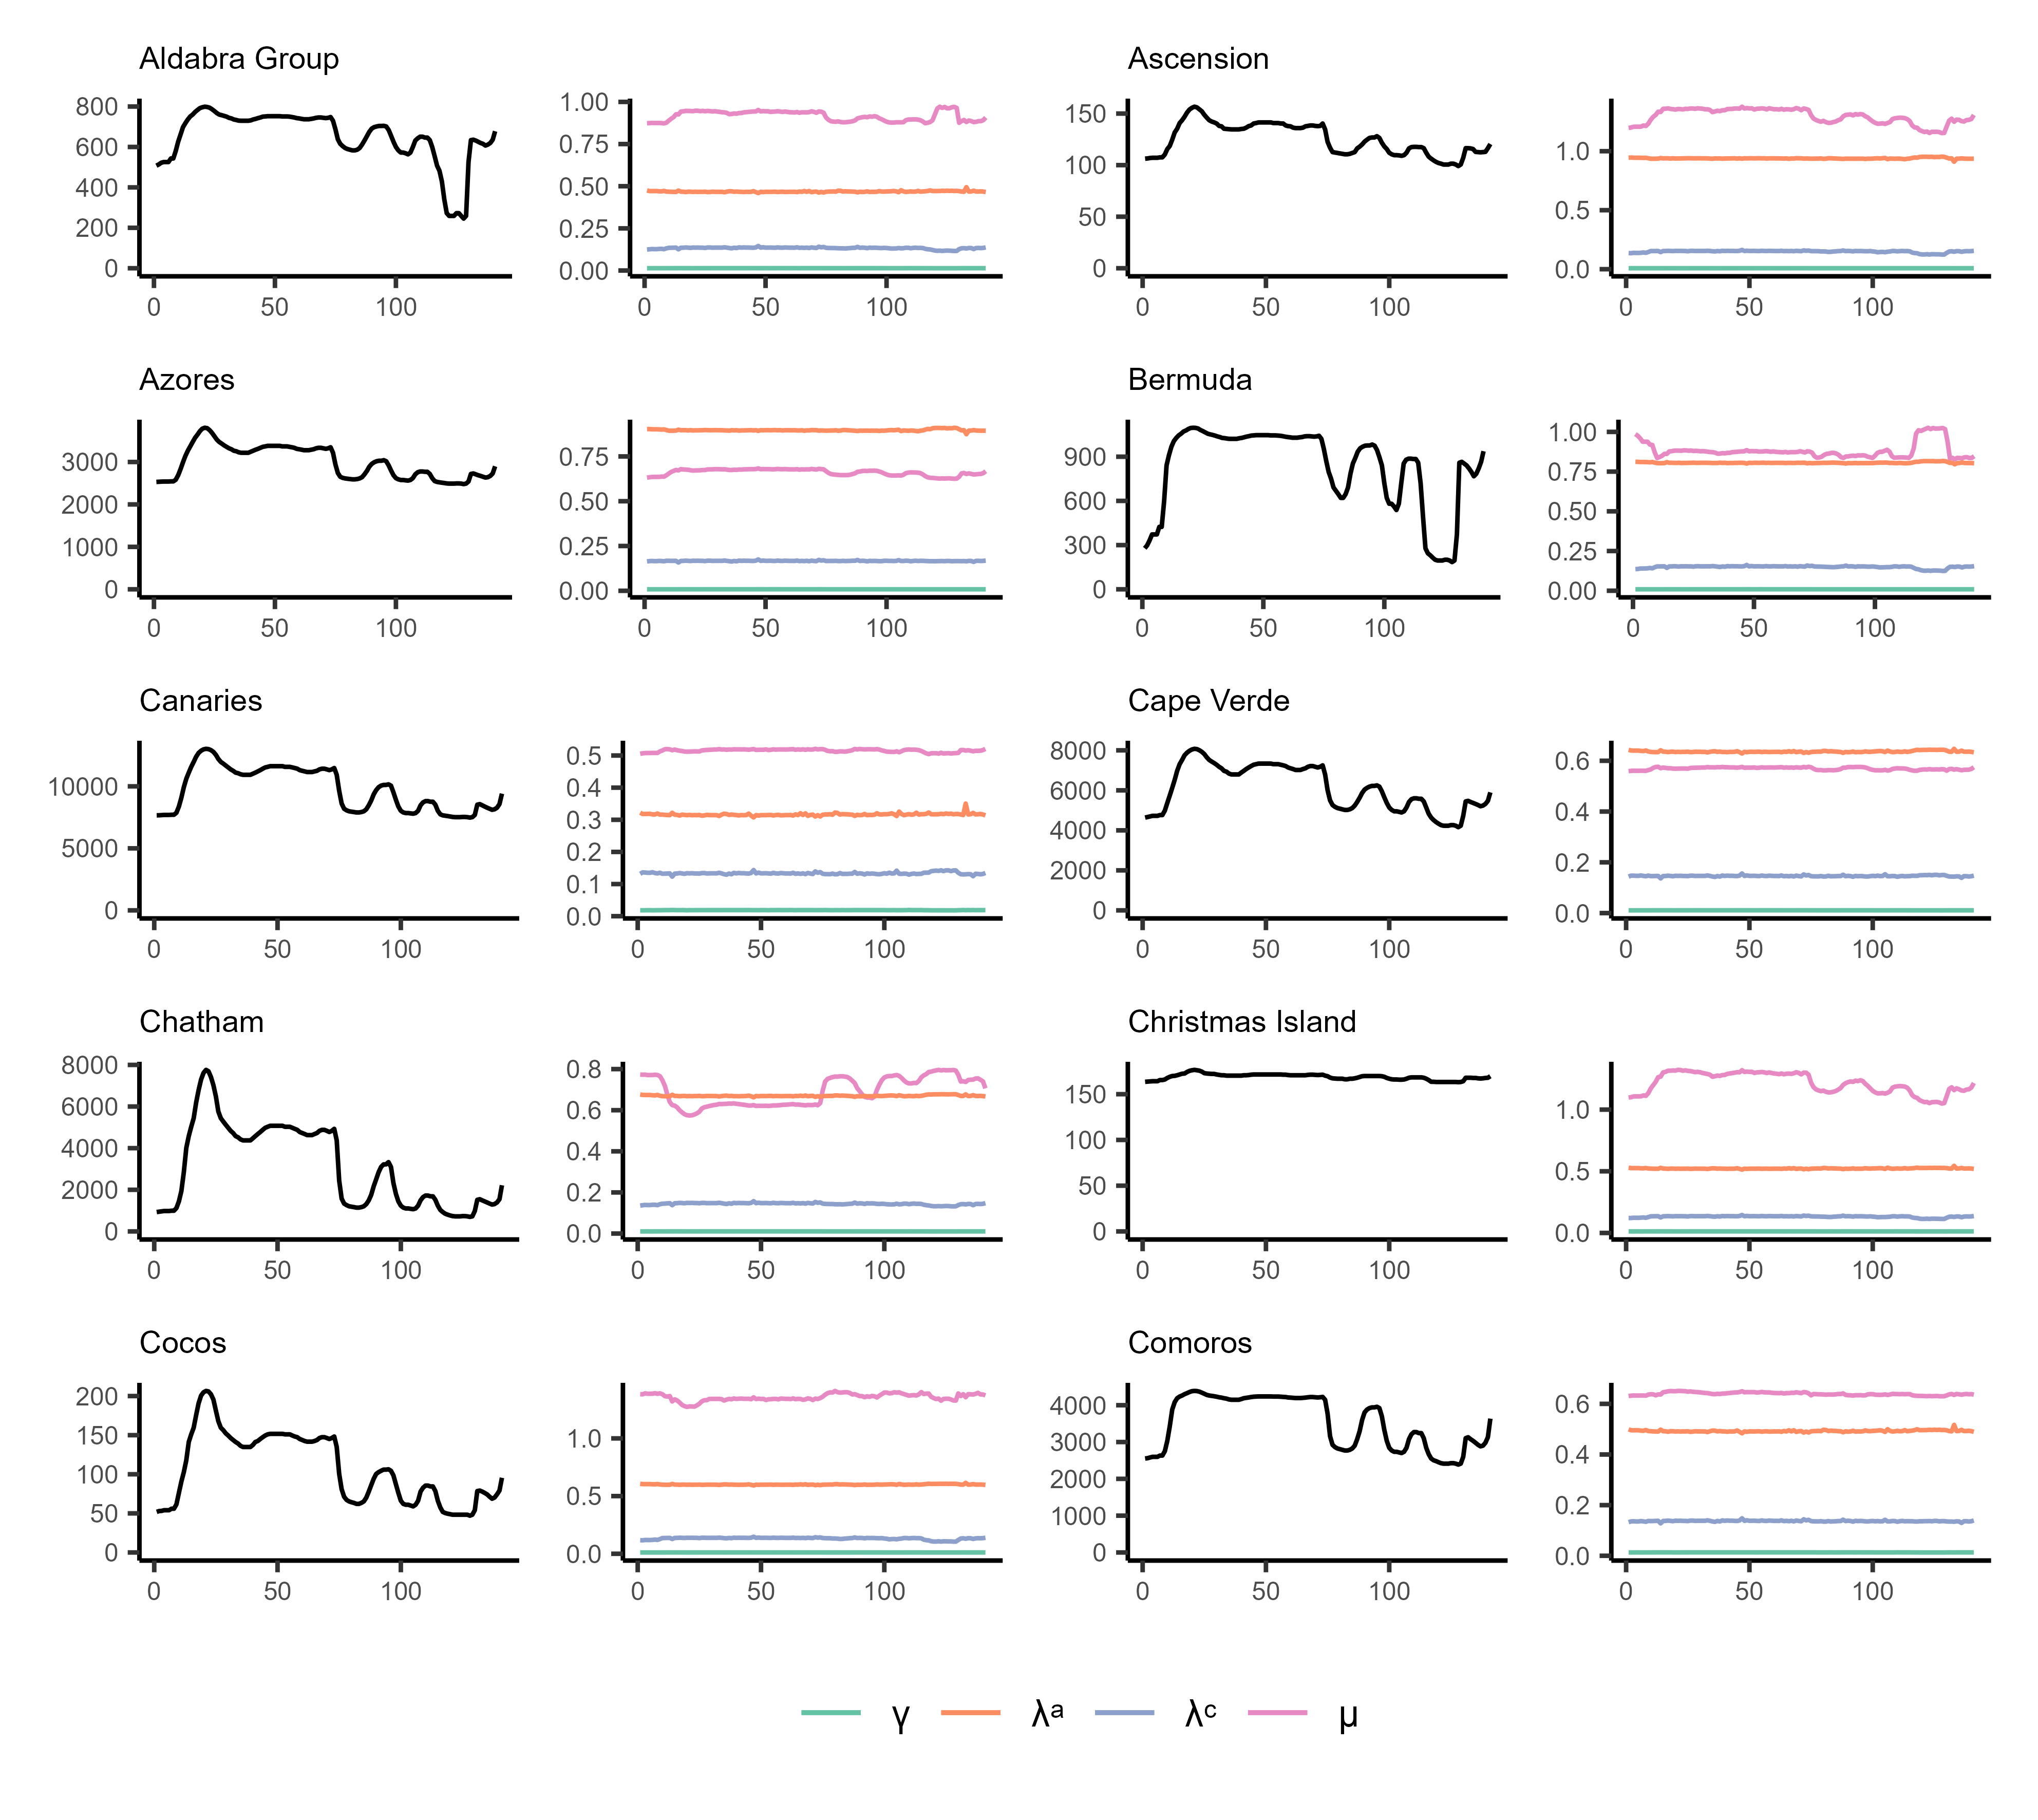 Aldabra Group
Ascension
800
600
400
200
0
0 50 100
1.00
0.75
0.50
0.25
0.00
0 50 100
150
100
50
0
0 50 100
1.0
0.5
0.0
0 50 100
Azores
Bermuda
3000
2000
1000
0
0 50 100
0.75
0.50
0.25
0.00
0 50 100
900
600
300
0
0 50 100
1.00
0.75
0.50
0.25
0.00
0 50 100
Canaries
Cape Verde
10000
5000
0
0 50 100
0.5
0.4
0.3
0.2
0.1
0.0
0 50 100
8000
6000
4000
2000
0
0 50 100
0.6
0.4
0.2
0.0
0 50 100
Chatham
Christmas Island
8000
6000
4000
2000
0
0 50 100
0.8
0.6
0.4
0.2
0.0
0 50 100
150
100
50
0
0 50 100
1.0
0.5
0.0
0 50 100
Cocos
Comoros
200
150
100
50
0
0 50 100
1.0
0.5
0.0
0 50 100
4000
3000
2000
1000
0
0 50 100
0.6
0.4
0.2
0.0
0 50 100
γ λᵃ λᶜ μ